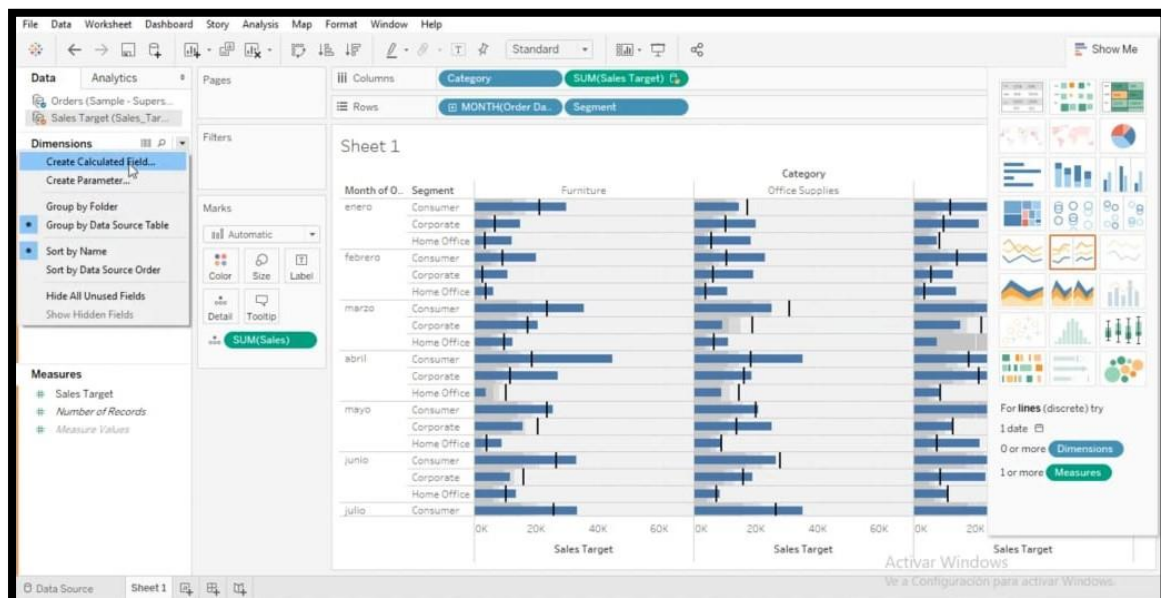 File Data Worksheet Dashboard Story Analysis Map Format Window Help
Standard
Show Me
Data Analytics
Orders (Sample - Supers...
Sales Target (Sales_Tar...
Dimensions
Create Calculated Field...
Create Parameter...
Group by Folder
Group by Data Source Table
Sort by Name
Sort by Data Source Order
Hide All Unused Fields
Show Hidden Fields
Measures
Sales Target
Number of Records
Measure Values
Pages
Filters
Marks
Automatic
Color Size Label
Detail Tooltip
SUM(Sales)
Columns Category SUM(Sales Target)
Rows MONTH(Order Da.. Segment
Sheet 1
Category
Month of O.. Segment Furniture Office Supplies
enero Consumer
Corporate
Home Office
febrero Consumer
Corporate
Home Office
marzo Consumer
Corporate
Home Office
abril Consumer
Corporate
Home Office
mayo Consumer
Corporate
Home Office
junio Consumer
Corporate
Home Office
julio Consumer
0K 20K 40K 60K 0K 20K 40K 60K 0K 20K
Sales Target Sales Target Sales Target
For lines (discrete) try
1 date
0 or more Dimensions
1 or more Measures
Activar Windows
Ve a Configuración para activar Windows.
Data Source Sheet 1